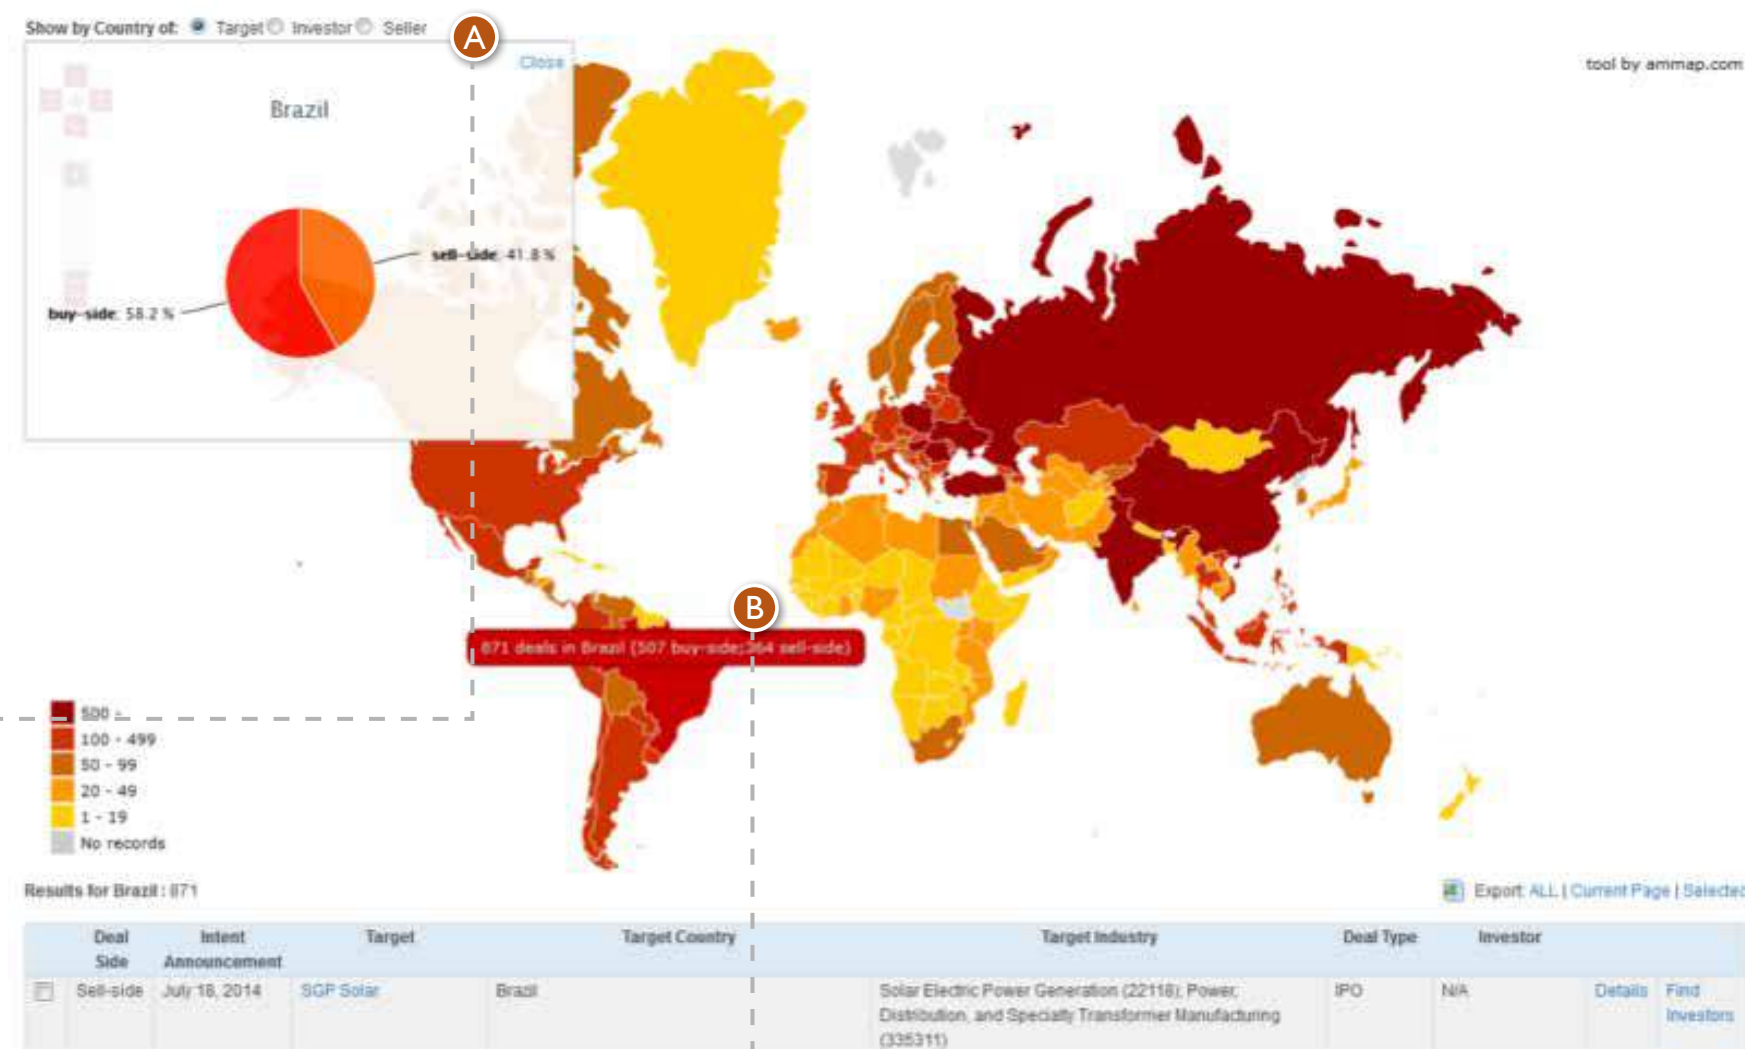 Show by Country of: Target Investor Seller
A
tool by ammap.com
Close
Brazil
sell-side: 41.8 %
buy-side: 58.2 %
B
871 deals in Brazil (507 buy-side; 364 sell-side)
500 -
100 - 499
50 - 99
20 - 49
1 - 19
No records
Results for Brazil : 871
Export: ALL | Current Page | Selected
Deal Side Intent Announcement Target Target Country Target Industry Deal Type Investor
Sell-side July 18, 2014 SGP Solar Brazil Solar Electric Power Generation (22116); Power, IPO N/A Details Find
Distribution, and Specialty Transformer Manufacturing Investors
(335311)